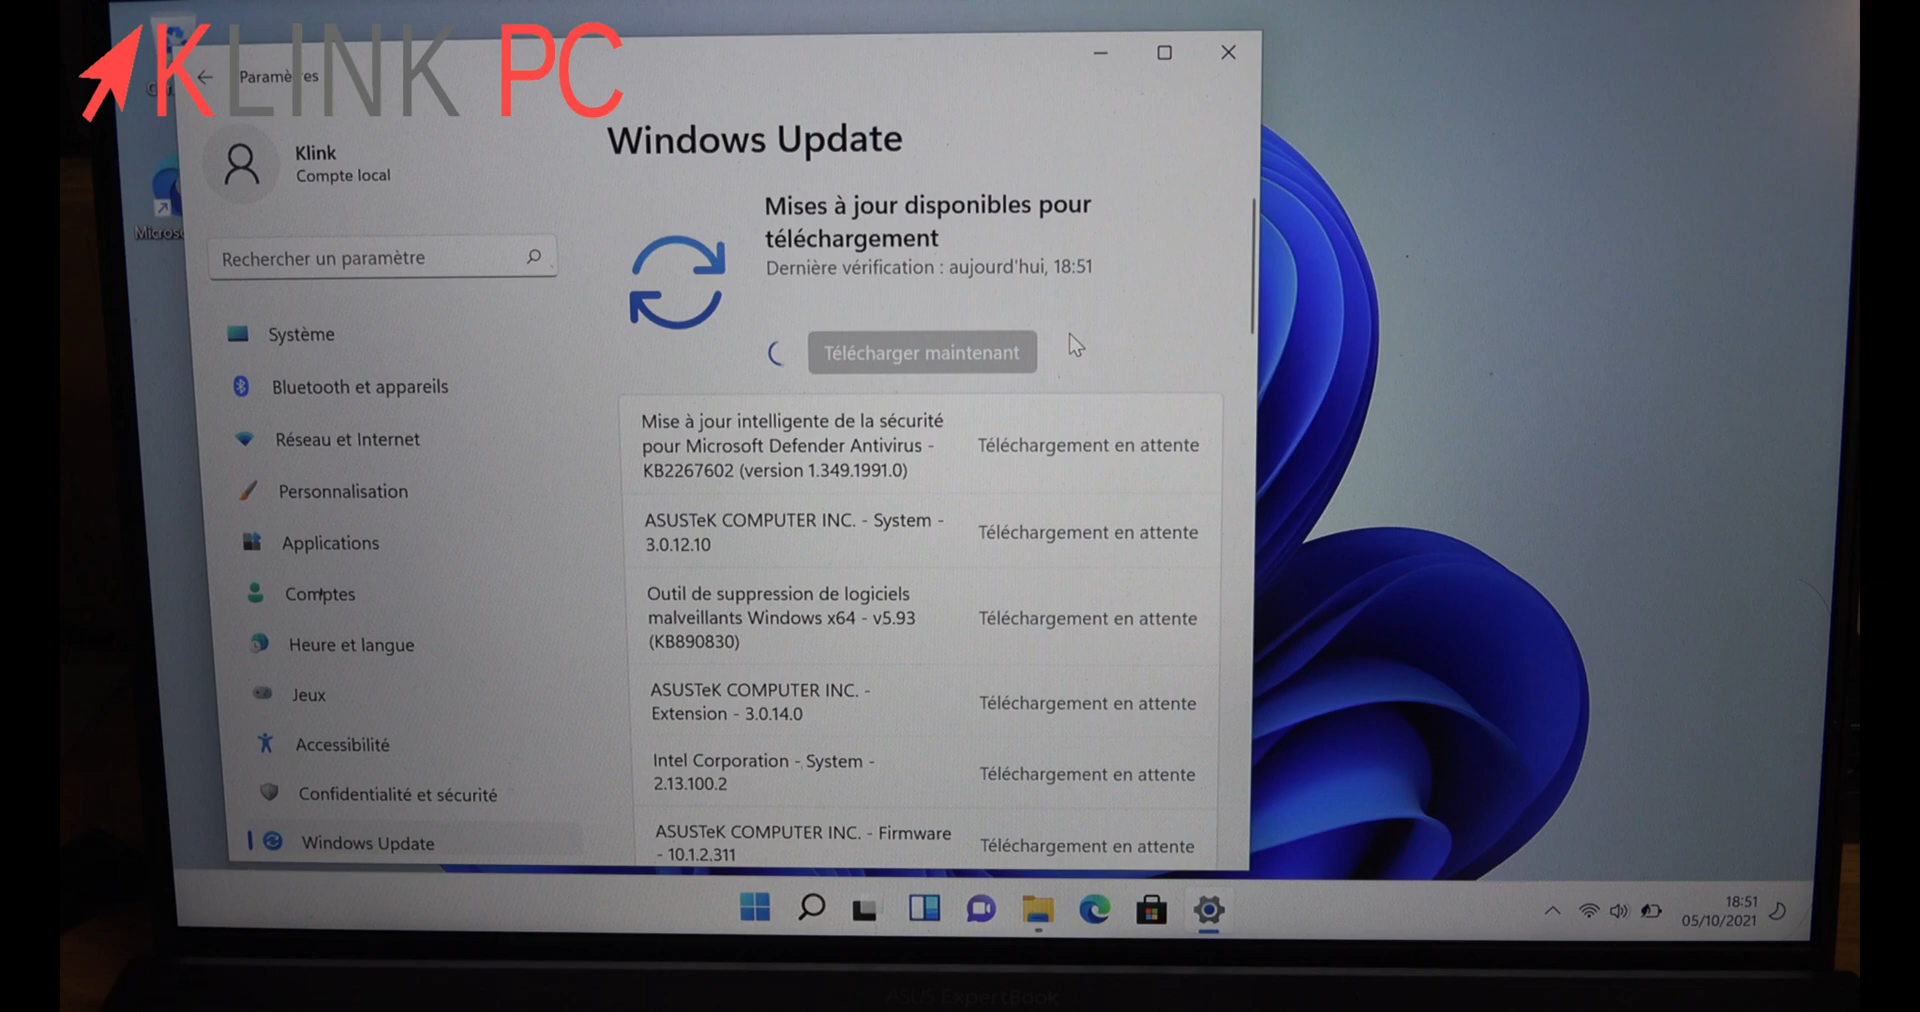 KLINK PC
Paramètres
Klink
Compte local
Rechercher un paramètre
Système
Bluetooth et appareils
Réseau et Internet
Personnalisation
Applications
Comptes
Heure et langue
Jeux
Accessibilité
Confidentialité et sécurité
Windows Update
Windows Update
Mises à jour disponibles pour
téléchargement
Dernière vérification : aujourd'hui, 18:51
Télécharger maintenant
Mise à jour intelligente de la sécurité
pour Microsoft Defender Antivirus -
KB2267602 (version 1.349.1991.0)
Téléchargement en attente
ASUSTeK COMPUTER INC. - System -
3.0.12.10
Téléchargement en attente
Outil de suppression de logiciels
malveillants Windows x64 - v5.93
(KB890830)
Téléchargement en attente
ASUSTeK COMPUTER INC. -
Extension - 3.0.14.0
Téléchargement en attente
Intel Corporation - System -
2.13.100.2
Téléchargement en attente
ASUSTeK COMPUTER INC. - Firmware
- 10.1.2.311
Téléchargement en attente
18:51
05/10/2021
ASUS ExpertBook